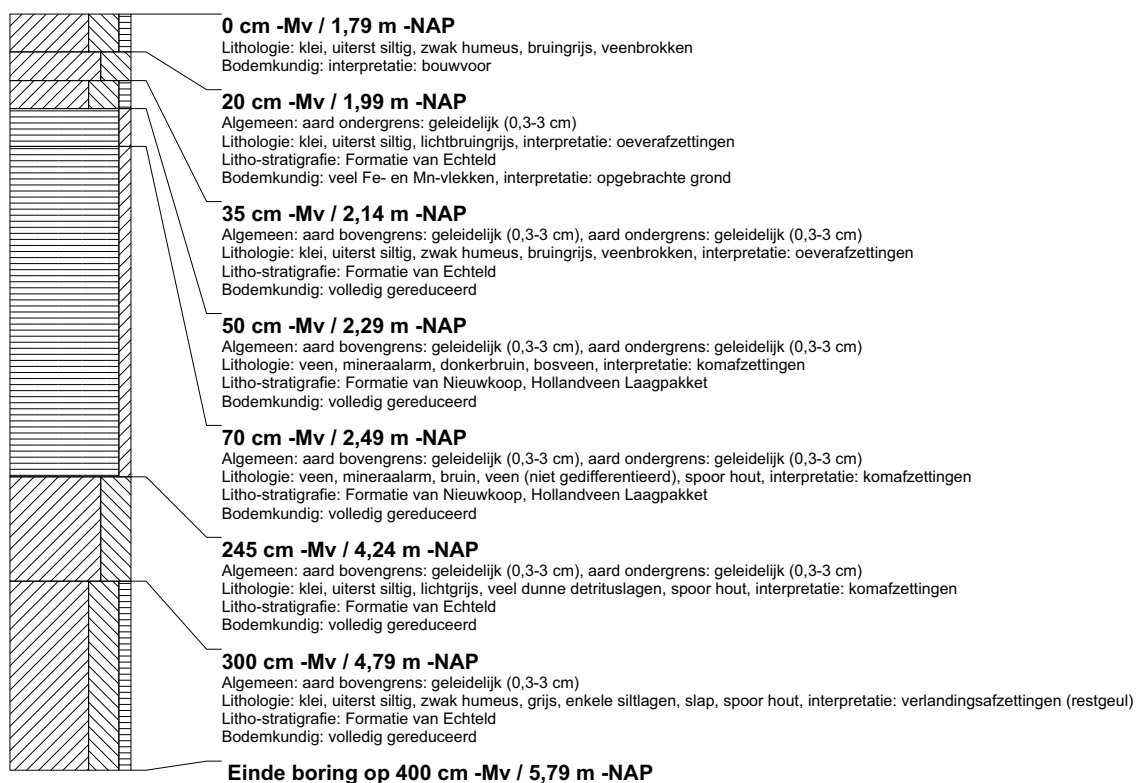 0 cm -Mv / 1,79 m -NAP
Lithologie: klei, uiterst siltig, zwak humeus, bruingrijs, veenbrokken
Bodemkundig: interpretatie: bouwvoor
20 cm -Mv / 1,99 m -NAP
Algemeen: aard ondergrens: geleidelijk (0,3-3 cm)
Lithologie: klei, uiterst siltig, lichtbruingrijs, interpretatie: oeverafzettingen
Litho-stratigrafie: Formatie van Echteld
Bodemkundig: veel Fe- en Mn-vlekken, interpretatie: opgebrachte grond
35 cm -Mv / 2,14 m -NAP
Algemeen: aard bovengrens: geleidelijk (0,3-3 cm), aard ondergrens: geleidelijk (0,3-3 cm)
Lithologie: klei, uiterst siltig, zwak humeus, bruingrijs, veenbrokken, interpretatie: oeverafzettingen
Litho-stratigrafie: Formatie van Echteld
Bodemkundig: volledig gereduceerd
50 cm -Mv / 2,29 m -NAP
Algemeen: aard bovengrens: geleidelijk (0,3-3 cm), aard ondergrens: geleidelijk (0,3-3 cm)
Lithologie: veen, mineraalarm, donkerbruin, bosveen, interpretatie: komafzettingen
Litho-stratigrafie: Formatie van Nieuwkoop, Hollandveen Laagpakket
Bodemkundig: volledig gereduceerd
70 cm -Mv / 2,49 m -NAP
Algemeen: aard bovengrens: geleidelijk (0,3-3 cm), aard ondergrens: geleidelijk (0,3-3 cm)
Lithologie: veen, mineraalarm, bruin, veen (niet gedifferentieerd), spoor hout, interpretatie: komafzettingen
Litho-stratigrafie: Formatie van Nieuwkoop, Hollandveen Laagpakket
Bodemkundig: volledig gereduceerd
245 cm -Mv / 4,24 m -NAP
Algemeen: aard bovengrens: geleidelijk (0,3-3 cm), aard ondergrens: geleidelijk (0,3-3 cm)
Lithologie: klei, uiterst siltig, lichtgrijs, veel dunne detrituslagen, spoor hout, interpretatie: komafzettingen
Litho-stratigrafie: Formatie van Echteld
Bodemkundig: volledig gereduceerd
300 cm -Mv / 4,79 m -NAP
Algemeen: aard bovengrens: geleidelijk (0,3-3 cm)
Lithologie: klei, uiterst siltig, zwak humeus, grijs, enkele siltlagen, slap, spoor hout, interpretatie: verlandingsafzettingen (restgeul)
Litho-stratigrafie: Formatie van Echteld
Bodemkundig: volledig gereduceerd
Einde boring op 400 cm -Mv / 5,79 m -NAP